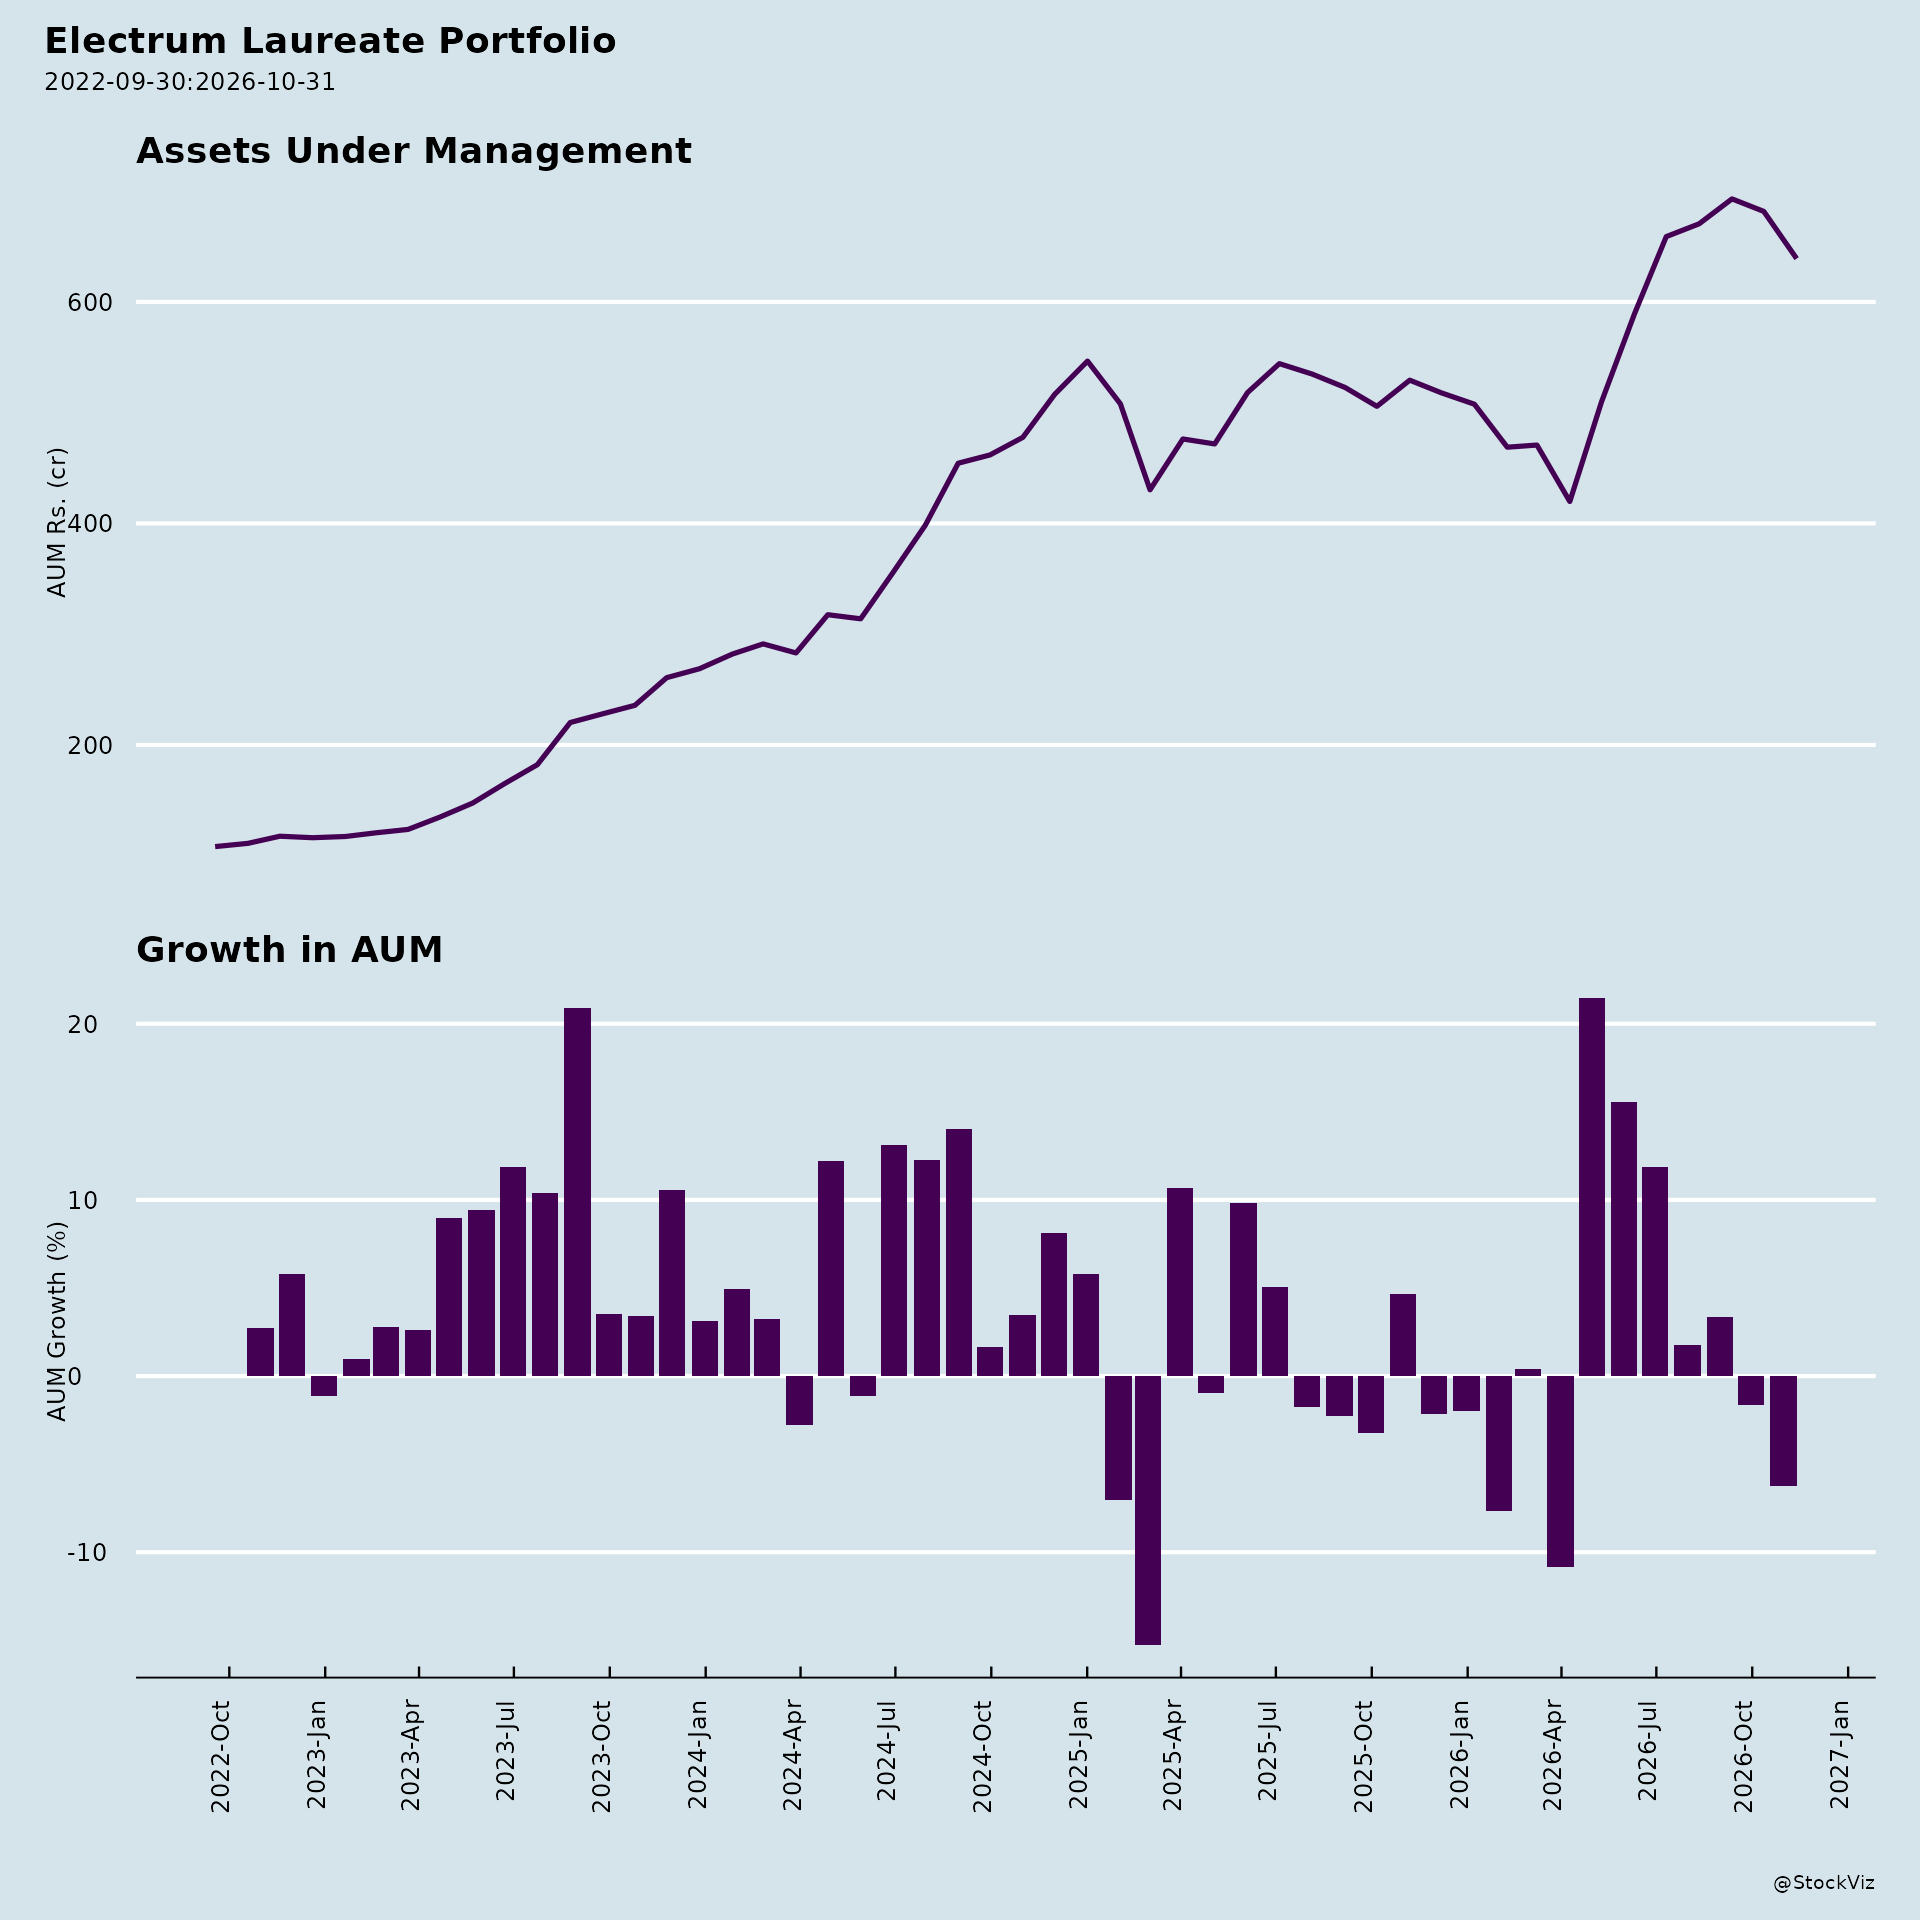 Electrum Laureate Portfolio
2022-09-30:2026-10-31
Assets Under Management
AUM Rs. (cr)
600
400
200
Growth in AUM
AUM Growth (%)
20
10
0
-10
2022-Oct
2023-Jan
2023-Apr
2023-Jul
2023-Oct
2024-Jan
2024-Apr
2024-Jul
2024-Oct
2025-Jan
2025-Apr
2025-Jul
2025-Oct
2026-Jan
2026-Apr
2026-Jul
2026-Oct
2027-Jan
@StockViz